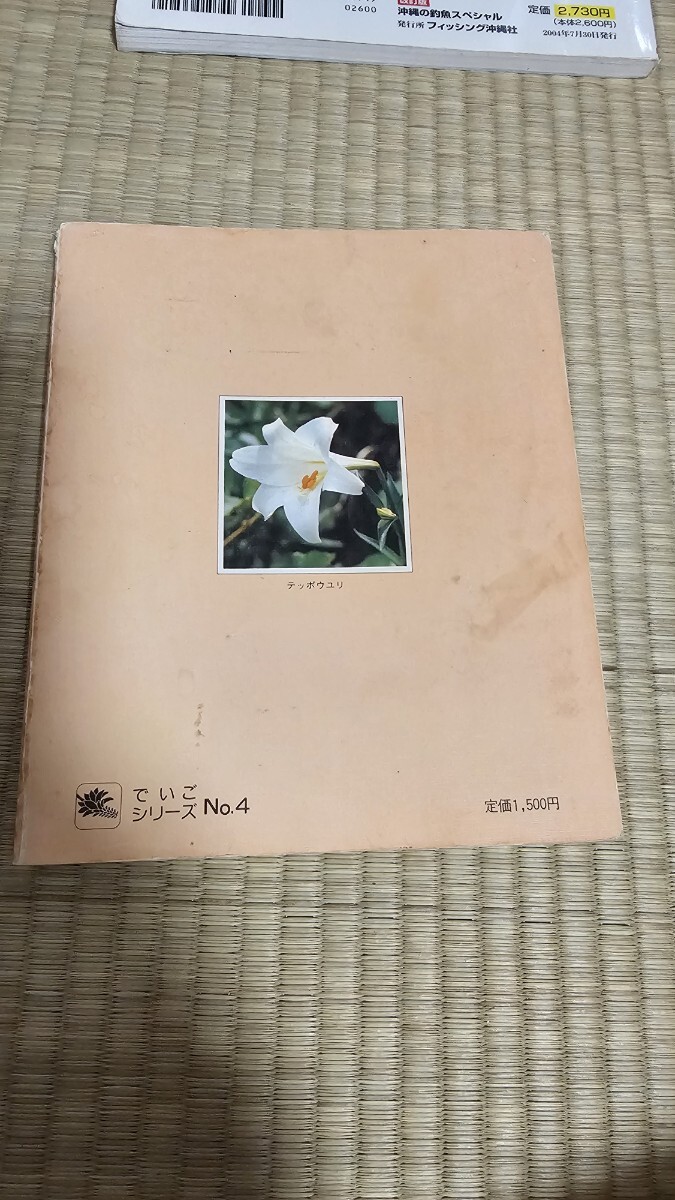 02600
改訂版
沖縄の釣魚スペシャル
発行所 フィッシング沖縄社
定価 2,730円
(本体2,600円)
2004年7月30日発行
テッポウユリ
でいご
シリーズ No.4
定価1,500円